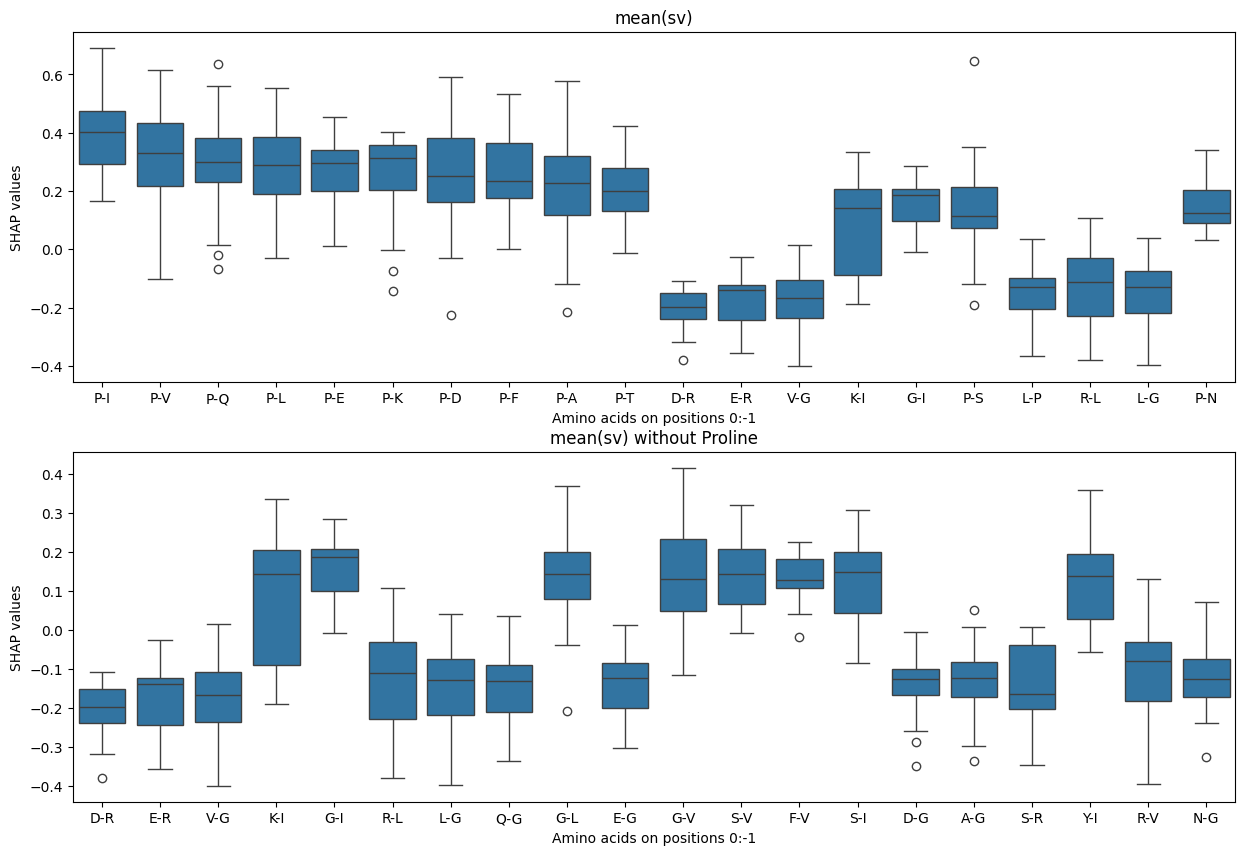 mean(sv)
SHAP values
0.6
0.4
0.2
0.0
−0.2
−0.4
P-I P-V P-Q P-L P-E P-K P-D P-F P-A P-T D-R E-R V-G K-I G-I P-S L-P R-L L-G P-N
Amino acids on positions 0:-1
mean(sv) without Proline
SHAP values
0.4
0.3
0.2
0.1
0.0
−0.1
−0.2
−0.3
−0.4
D-R E-R V-G K-I G-I R-L L-G Q-G G-L E-G G-V S-V F-V S-I D-G A-G S-R Y-I R-V N-G
Amino acids on positions 0:-1